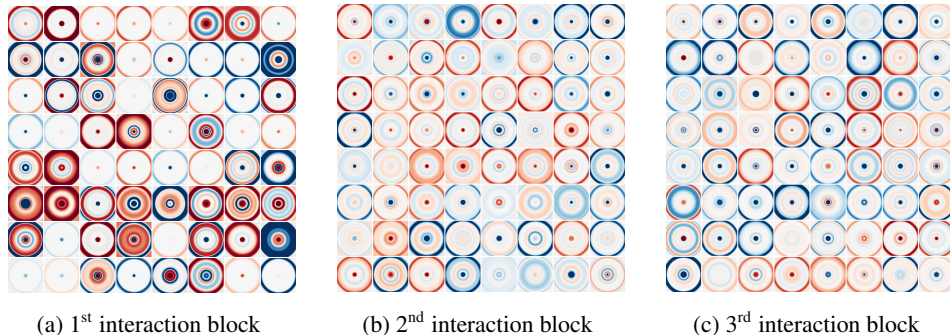 (a) 1st interaction block
(b) 2nd interaction block
(c) 3rd interaction block